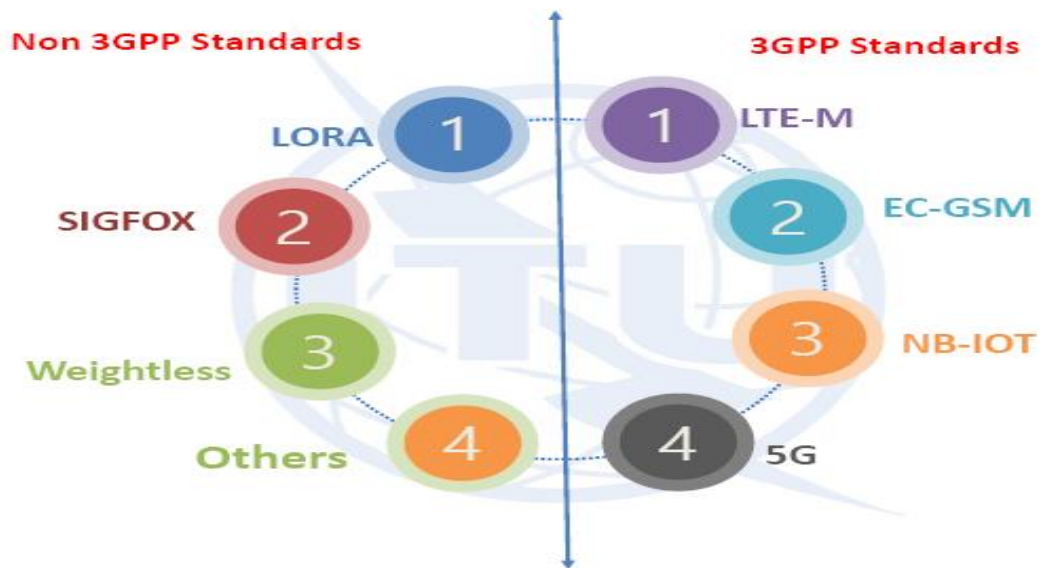 Non 3GPP Standards
3GPP Standards
LORA
1
SIGFOX
2
Weightless
3
Others
4
1
LTE-M
2
EC-GSM
3
NB-IOT
4
5G
ITU